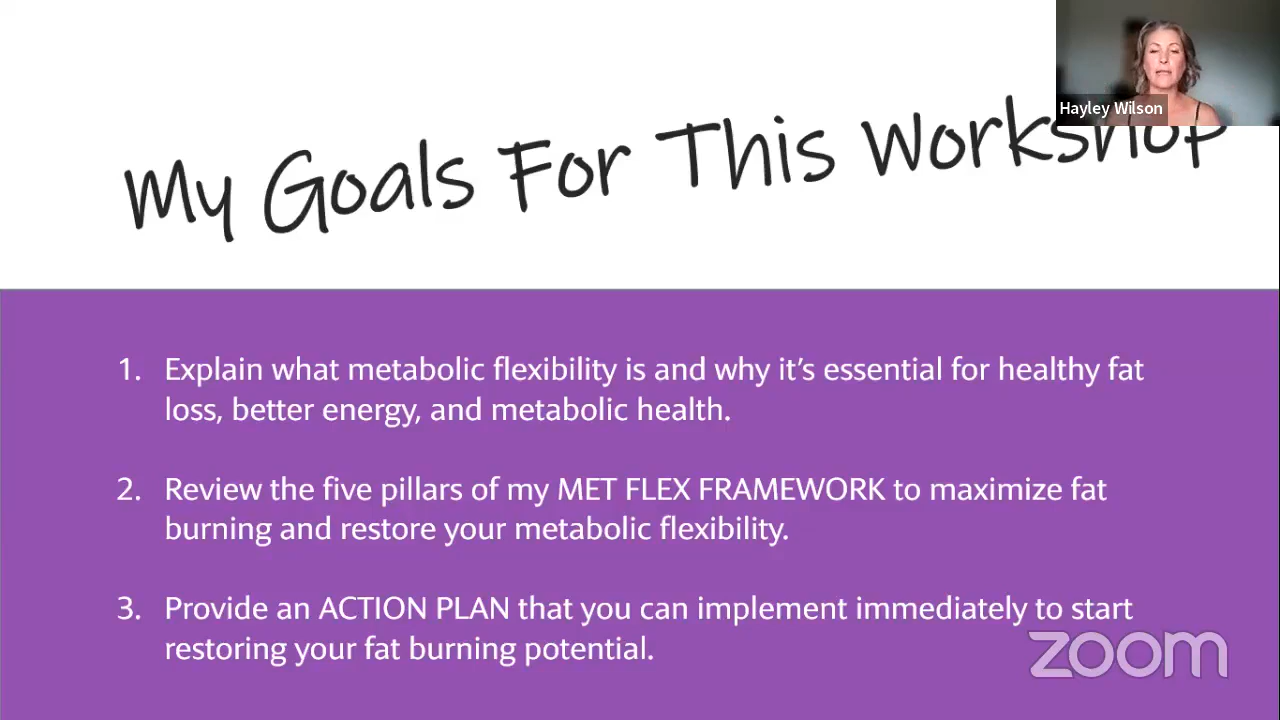 Hayley Wilson
My Goals For This Workshop
1. Explain what metabolic flexibility is and why it’s essential for healthy fat
loss, better energy, and metabolic health.
2. Review the five pillars of my MET FLEX FRAMEWORK to maximize fat
burning and restore your metabolic flexibility.
3. Provide an ACTION PLAN that you can implement immediately to start
restoring your fat burning potential.
zoom